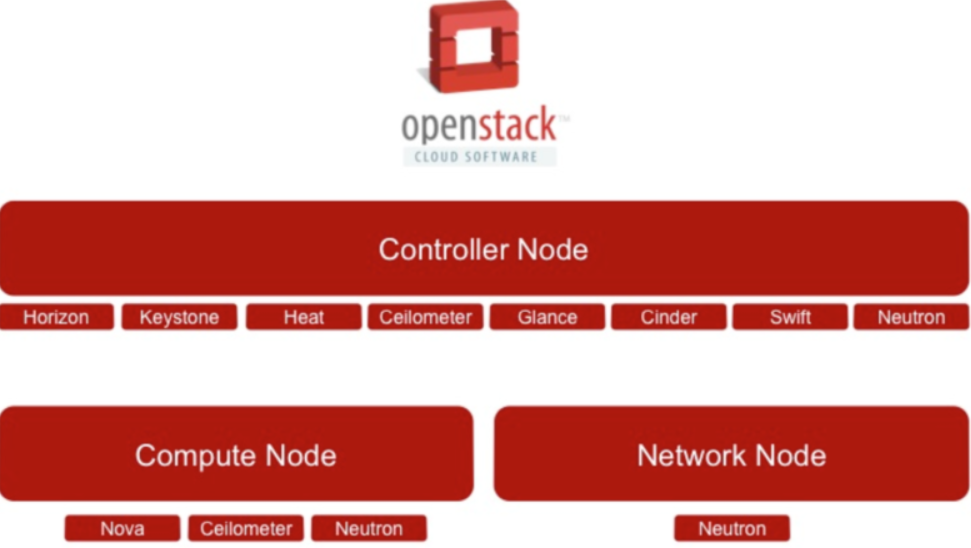 openstack™
CLOUD SOFTWARE
Controller Node
Horizon Keystone Heat Ceilometer Glance Cinder Swift Neutron
Compute Node Network Node
Nova Ceilometer Neutron Neutron